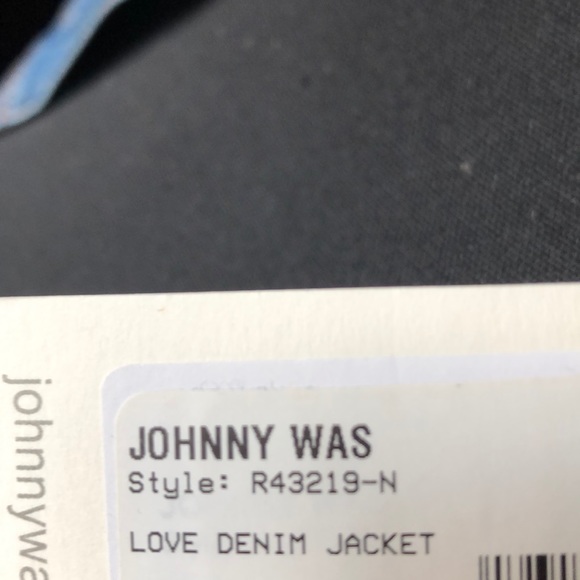 JOHNNY WAS
Style: R43219-N
LOVE DENIM JACKET
johnnywa